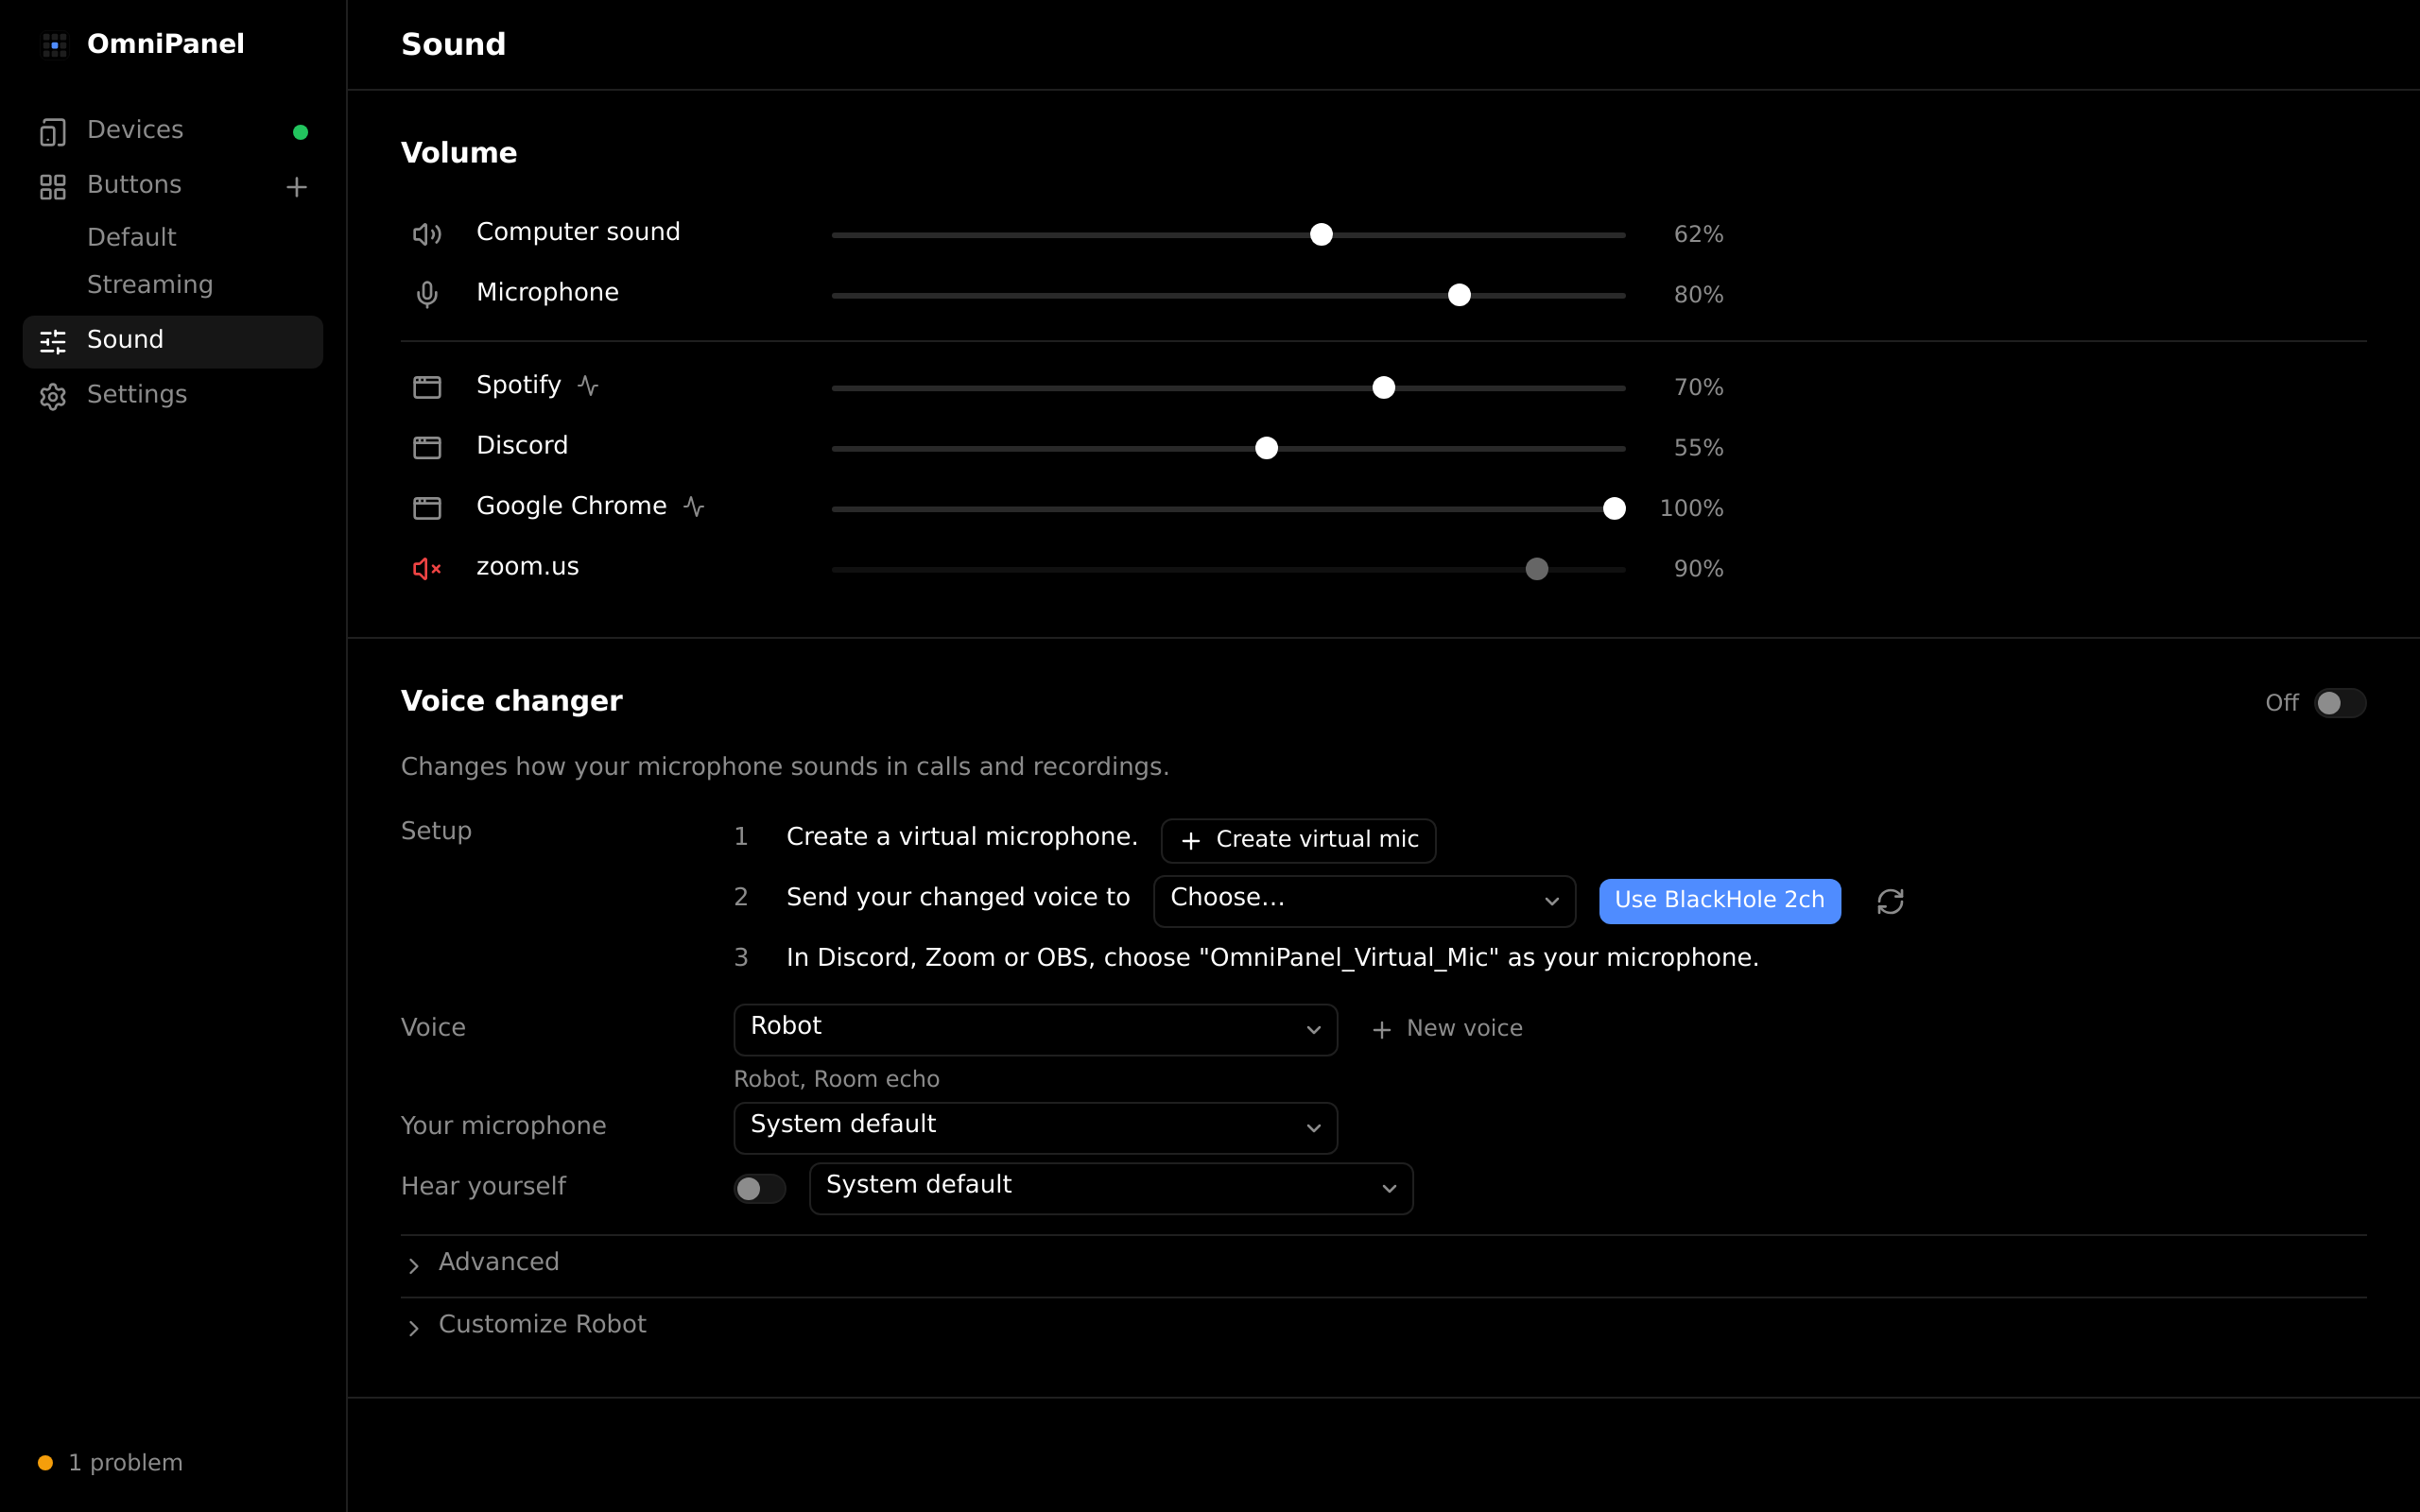 OmniPanel
Devices
Buttons
Default
Streaming
Sound
Settings
1 problem
Sound
Volume
Computer sound 62%
Microphone 80%
Spotify 70%
Discord 55%
Google Chrome 100%
zoom.us 90%
Voice changer Off
Changes how your microphone sounds in calls and recordings.
Setup 1 Create a virtual microphone. Create virtual mic
2 Send your changed voice to Choose... Use BlackHole 2ch
3 In Discord, Zoom or OBS, choose "OmniPanel_Virtual_Mic" as your microphone.
Voice Robot New voice
Robot, Room echo
Your microphone System default
Hear yourself System default
Advanced
Customize Robot